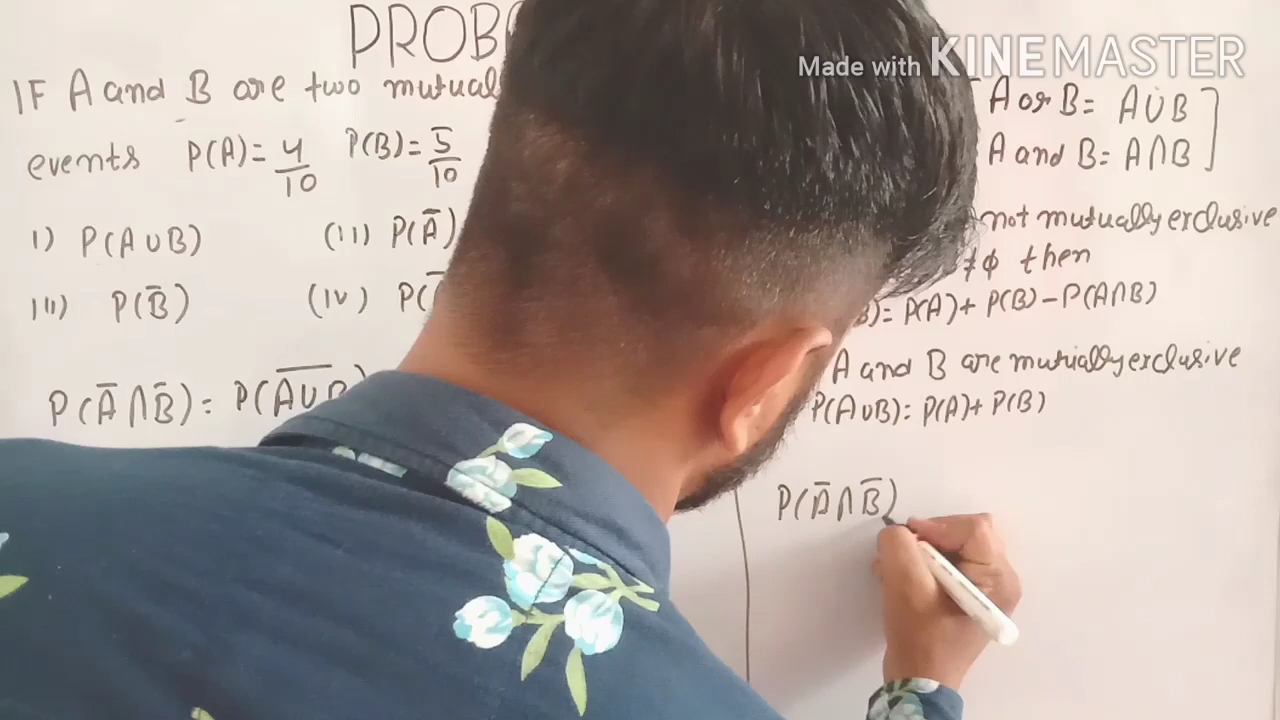 PROB
Made with KINEMASTER
IF A and B are two mutual
events P(A)= 4/10 P(B)= 5/10
I) P(A∪B) (II) P(Ā)
III) P(B̄) (IV) P(
P(Ā∩B̄)= P(A̅∪̅B̅)
A or B= A∪B
A and B= A∩B
not mutually exclusive
≠φ then
B)= P(A)+ P(B)-P(A∩B)
A and B are mutually exclusive
P(A∪B)= P(A)+ P(B)
P(Ā∩B̄)